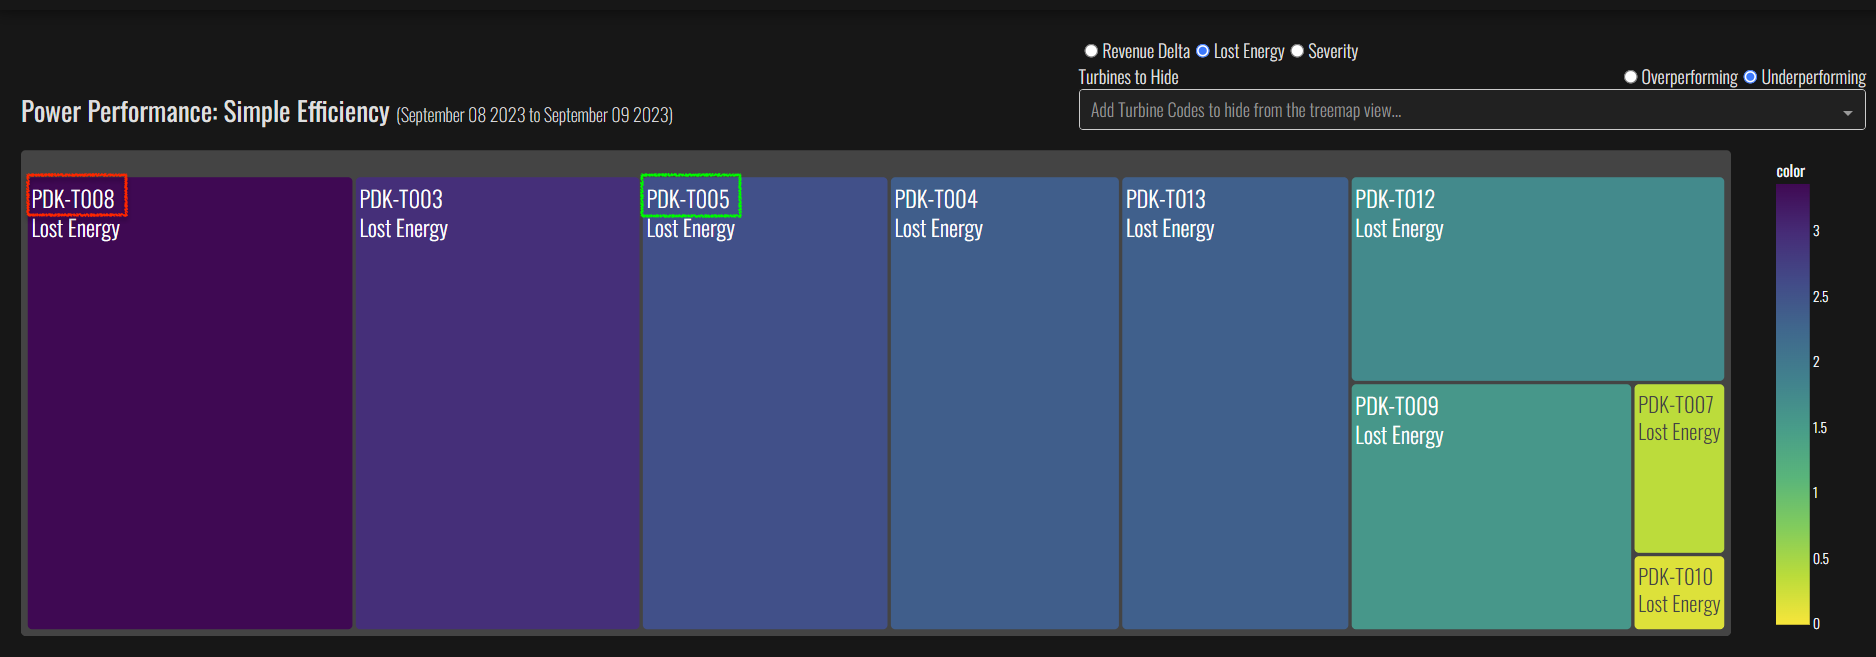 Revenue Delta Lost Energy Severity
Turbines to Hide Overperforming Underperforming
Power Performance: Simple Efficiency (September 08 2023 to September 09 2023)
Add Turbine Codes to hide from the treemap view...
color
PDK-T008
Lost Energy
PDK-T003
Lost Energy
PDK-T005
Lost Energy
PDK-T004
Lost Energy
PDK-T013
Lost Energy
PDK-T012
Lost Energy
PDK-T009
Lost Energy
PDK-T007
Lost Energy
PDK-T010
Lost Energy
3
2.5
2
1.5
1
0.5
0